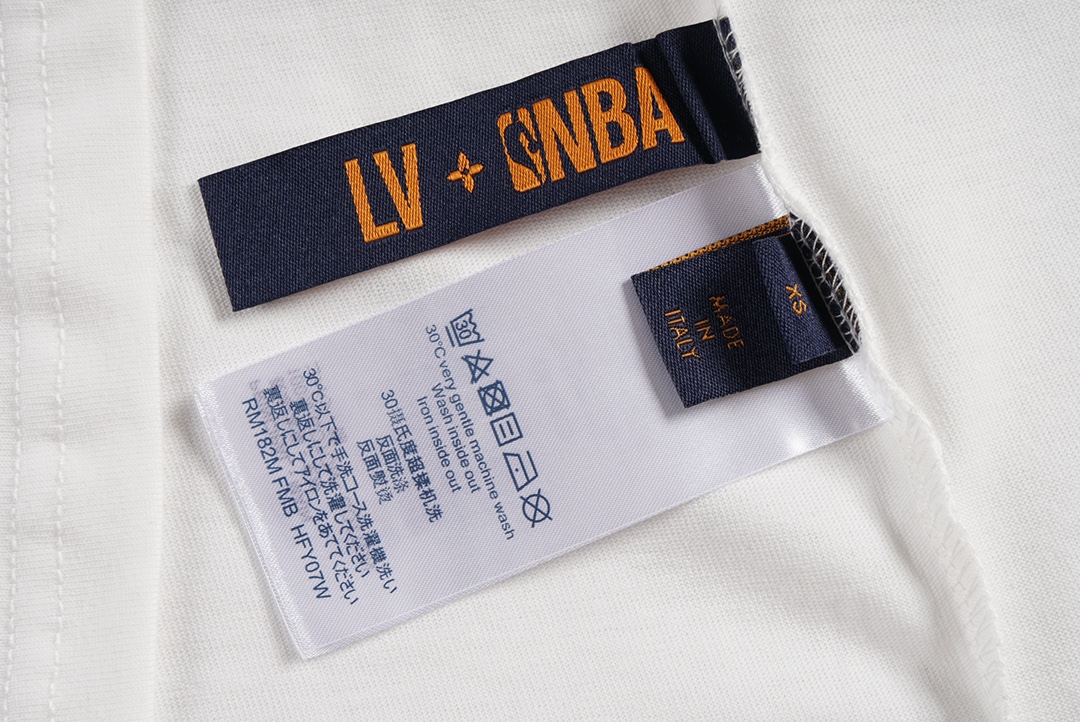 LV NBA
XS
MADE
IN
ITALY
30
30°C very gentle machine wash
Wash inside out
Iron inside out
30摄氏度超柔机洗
反面洗涤
反面熨烫
30℃以下で手洗コース洗濯機洗い
裏返しにして洗濯してください
裏返しにしてアイロンをあててください
RM182M FMB HFY07W